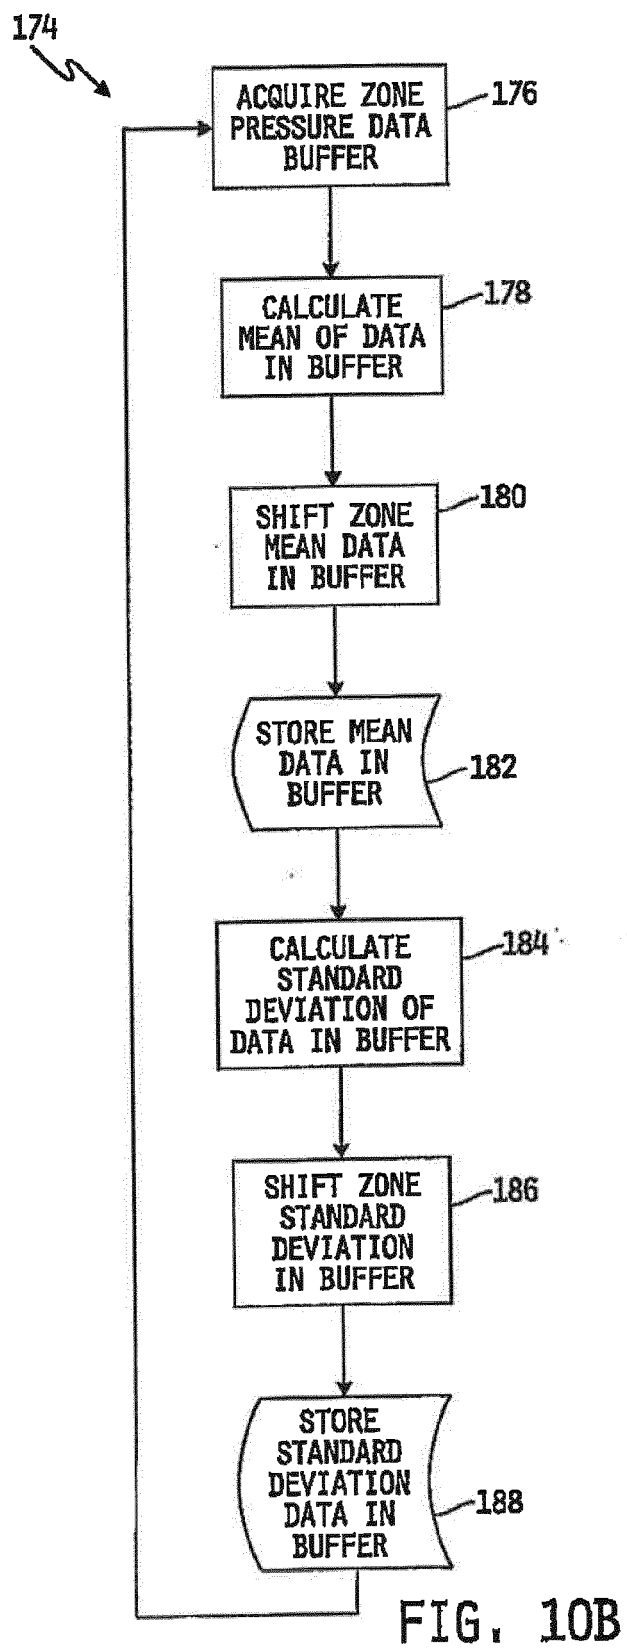 174
ACQUIRE ZONE
PRESSURE DATA
BUFFER
176
CALCULATE
MEAN OF DATA
IN BUFFER
178
SHIFT ZONE
MEAN DATA
IN BUFFER
180
STORE MEAN
DATA IN
BUFFER
182
CALCULATE
STANDARD
DEVIATION OF
DATA IN BUFFER
184
SHIFT ZONE
STANDARD
DEVIATION
IN BUFFER
186
STORE
STANDARD
DEVIATION
DATA IN
BUFFER
188
FIG. 10B